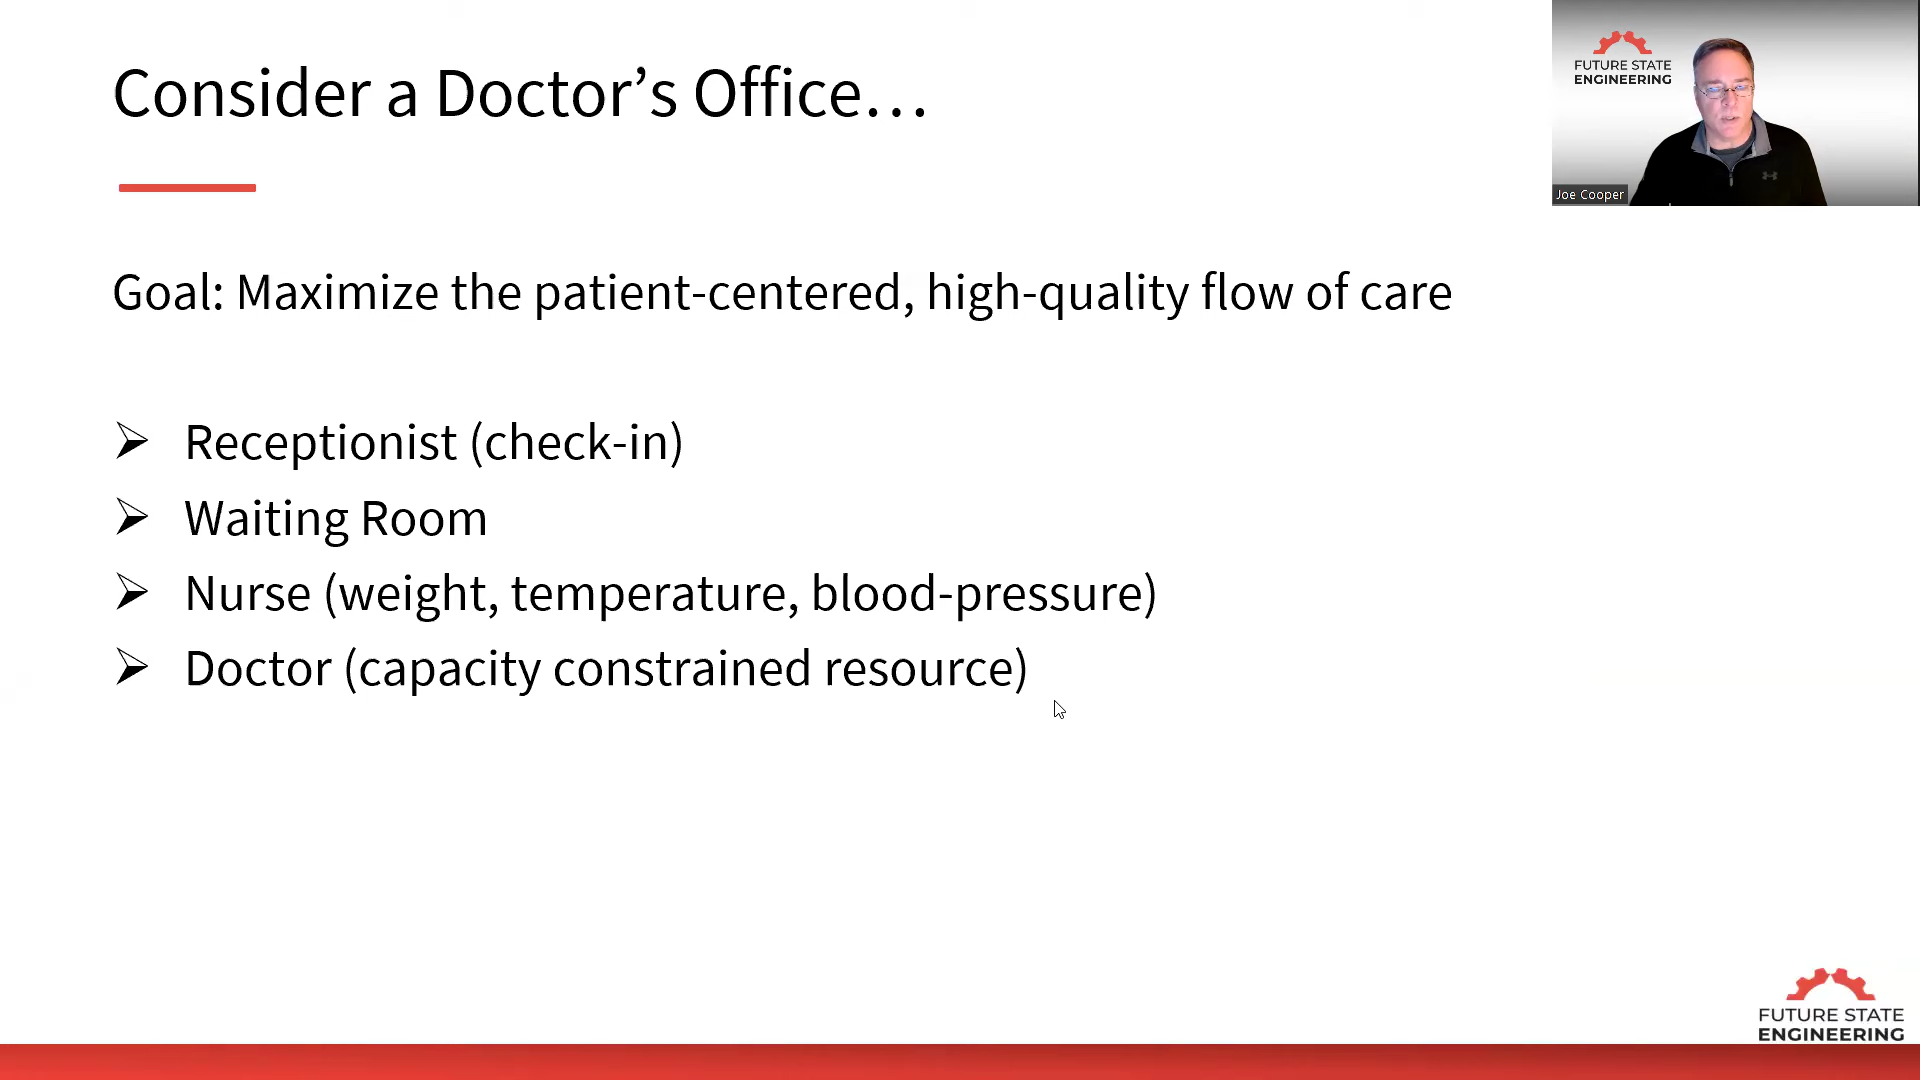 Consider a Doctor’s Office…
FUTURE STATE
ENGINEERING
Joe Cooper
Goal: Maximize the patient-centered, high-quality flow of care
➢ Receptionist (check-in)
➢ Waiting Room
➢ Nurse (weight, temperature, blood-pressure)
➢ Doctor (capacity constrained resource)
FUTURE STATE
ENGINEERING